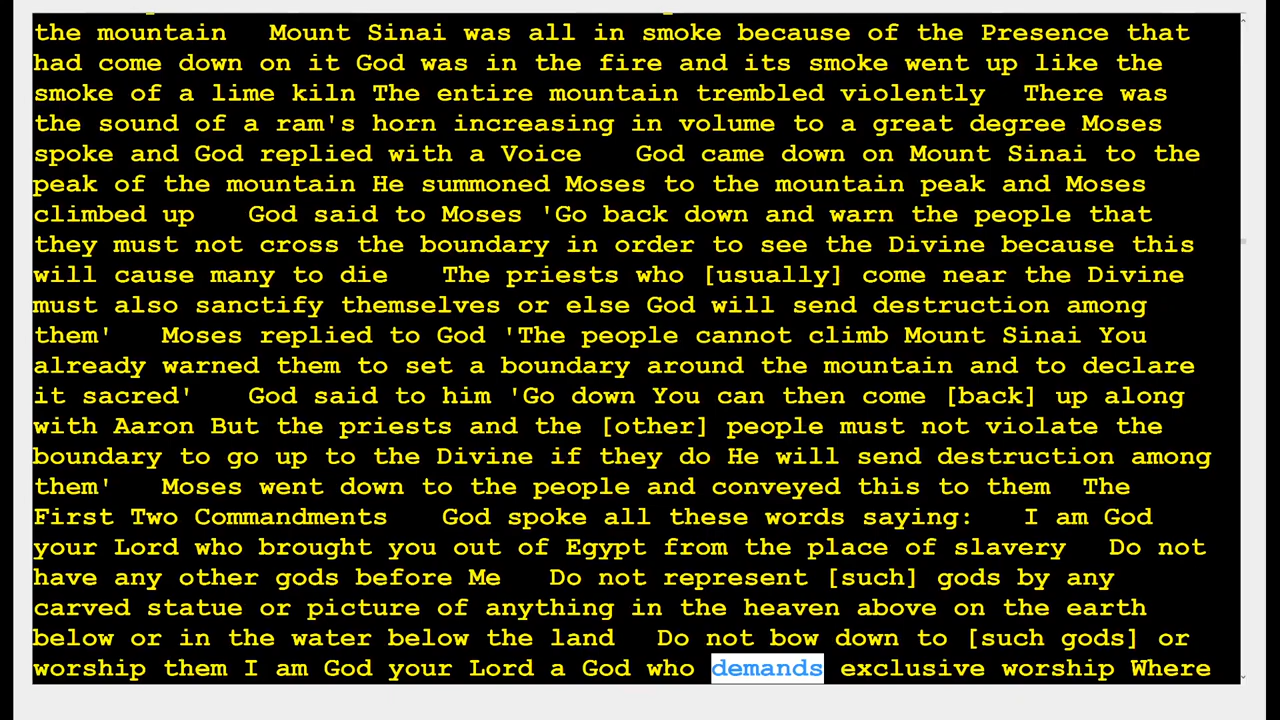 the mountain Mount Sinai was all in smoke because of the Presence that
had come down on it God was in the fire and its smoke went up like the
smoke of a lime kiln The entire mountain trembled violently There was
the sound of a ram's horn increasing in volume to a great degree Moses
spoke and God replied with a Voice God came down on Mount Sinai to the
peak of the mountain He summoned Moses to the mountain peak and Moses
climbed up God said to Moses 'Go back down and warn the people that
they must not cross the boundary in order to see the Divine because this
will cause many to die The priests who [usually] come near the Divine
must also sanctify themselves or else God will send destruction among
them' Moses replied to God 'The people cannot climb Mount Sinai You
already warned them to set a boundary around the mountain and to declare
it sacred' God said to him 'Go down You can then come [back] up along
with Aaron But the priests and the [other] people must not violate the
boundary to go up to the Divine if they do He will send destruction among
them' Moses went down to the people and conveyed this to them The
First Two Commandments God spoke all these words saying: I am God
your Lord who brought you out of Egypt from the place of slavery Do not
have any other gods before Me Do not represent [such] gods by any
carved statue or picture of anything in the heaven above on the earth
below or in the water below the land Do not bow down to [such gods] or
worship them I am God your Lord a God who demands exclusive worship Where